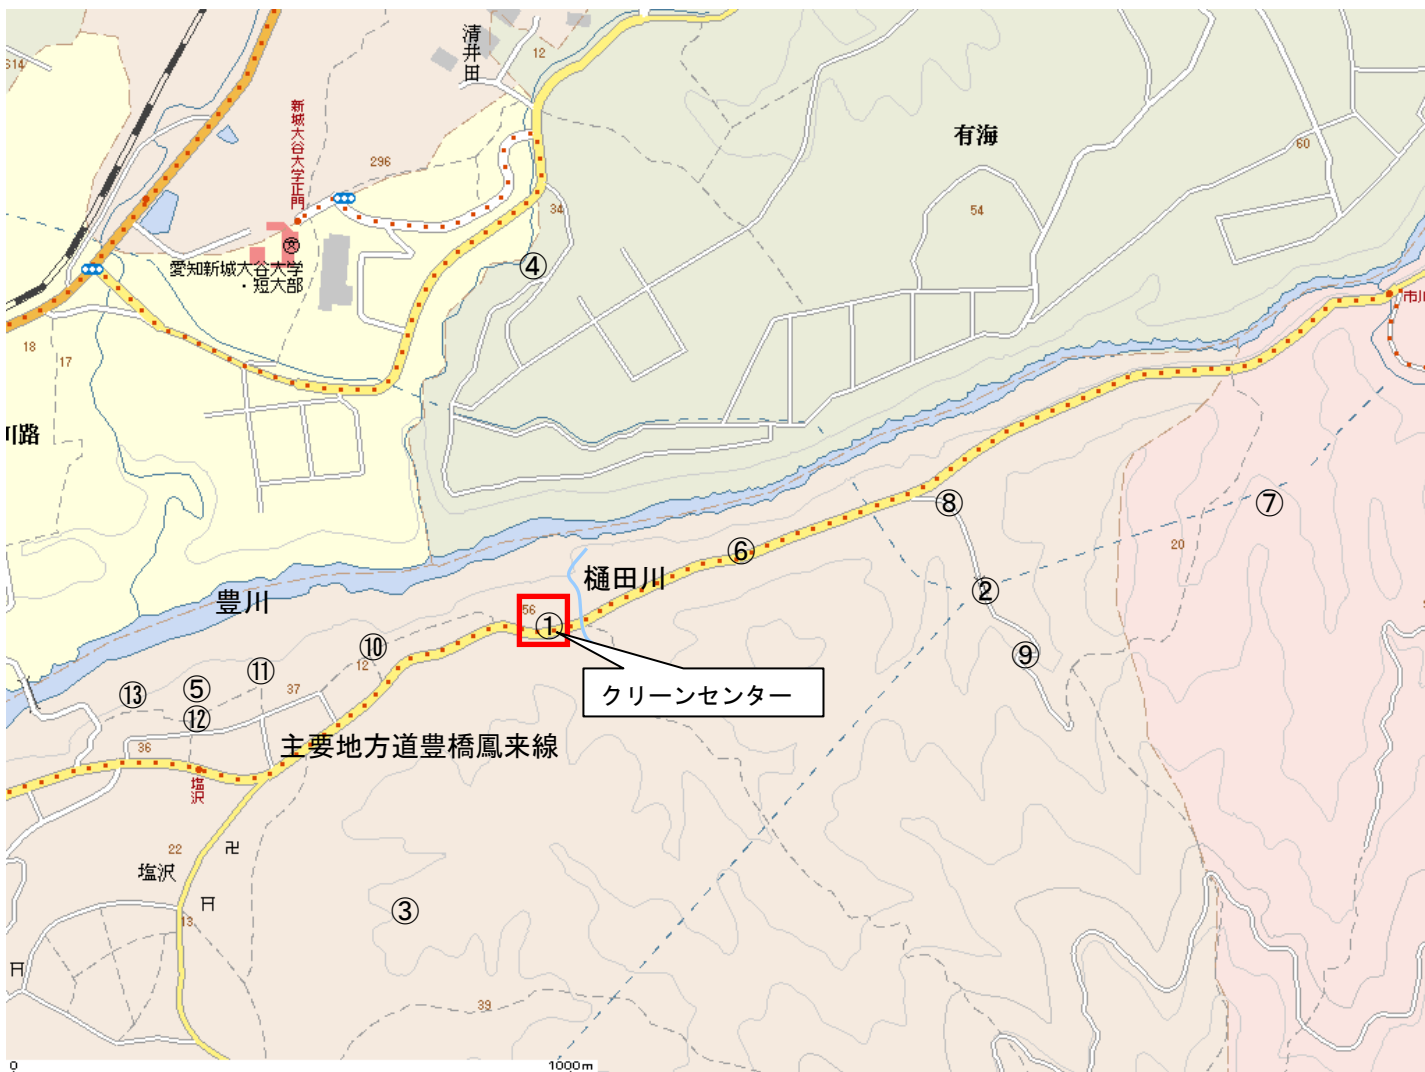 清井田
12
614
新城大谷大学正門
296
有海
60
54
34
④
愛知新城大谷大学
・短大部
市川
18
17
町路
⑧
⑦
20
⑥
②
樋田川
豊川
56
①
⑨
⑩
12
クリーンセンター
⑪
⑬
⑤
37
⑫
36
主要地方道豊橋鳳来線
塩沢
22
塩沢
13
③
39
0
1000m